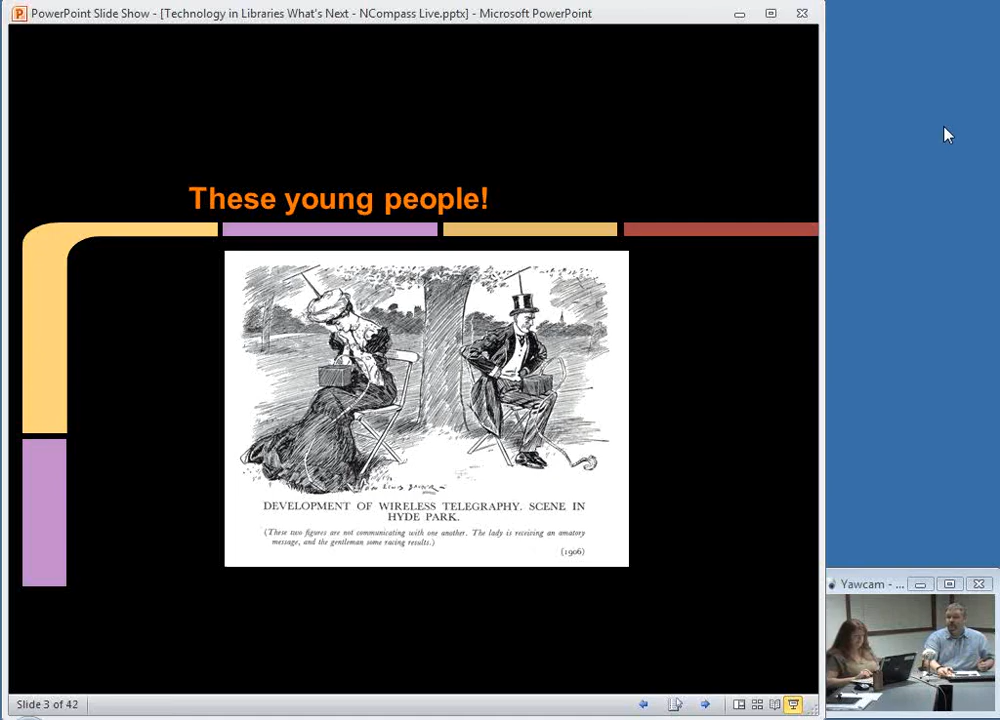 PowerPoint Slide Show - [Technology in Libraries What's Next - NCompass Live.pptx] - Microsoft PowerPoint
These young people!
DEVELOPMENT OF WIRELESS TELEGRAPHY. SCENE IN
HYDE PARK.
(These two figures are not communicating with one another. The lady is receiving an amatory
message, and the gentleman some racing results.)
(1906)
Yawcam - ...
Slide 3 of 42